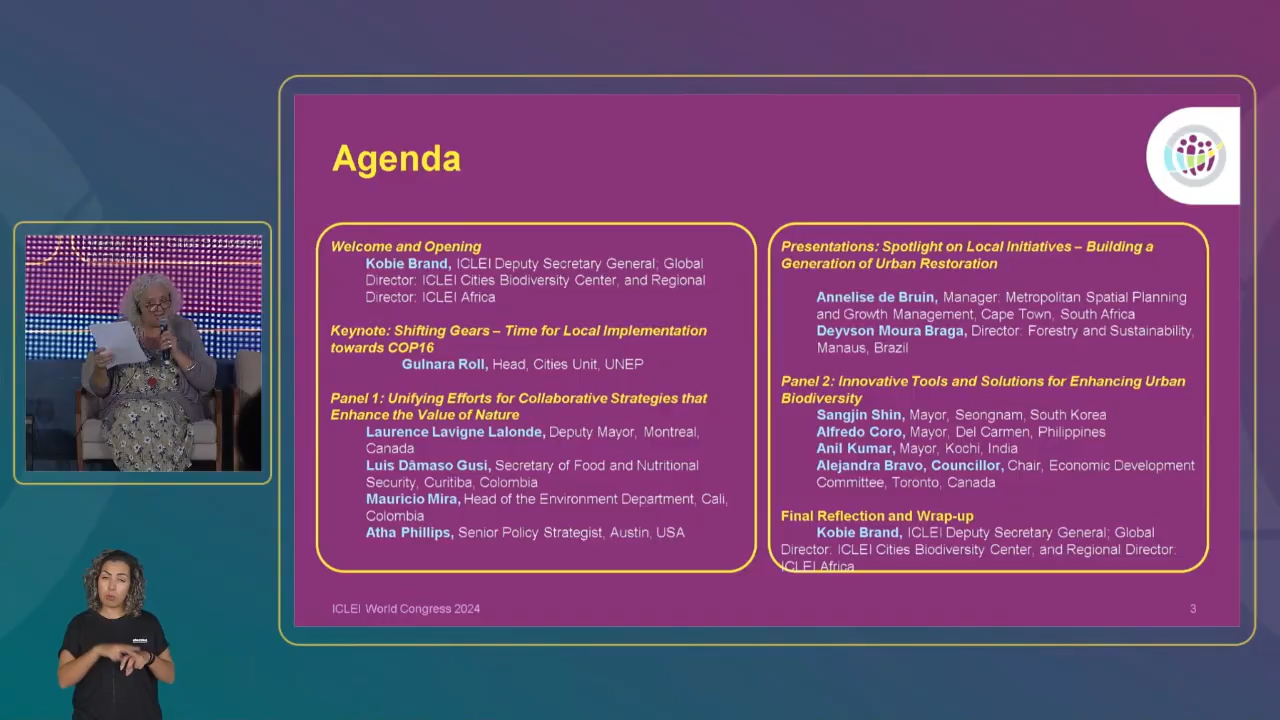 Agenda
Welcome and Opening
Kobie Brand, ICLEI Deputy Secretary General; Global
Director: ICLEI Cities Biodiversity Center, and Regional
Director: ICLEI Africa
Keynote: Shifting Gears – Time for Local Implementation
towards COP16
Gulnara Roll, Head, Cities Unit, UNEP
Panel 1: Unifying Efforts for Collaborative Strategies that
Enhance the Value of Nature
Laurence Lavigne Lalonde, Deputy Mayor, Montreal,
Canada
Luis Dâmaso Gusi, Secretary of Food and Nutritional
Security, Curitiba, Colombia
Mauricio Mira, Head of the Environment Department, Cali,
Colombia
Atha Phillips, Senior Policy Strategist, Austin, USA
Presentations: Spotlight on Local Initiatives – Building a
Generation of Urban Restoration
Annelise de Bruin, Manager: Metropolitan Spatial Planning
and Growth Management, Cape Town, South Africa
Deyvson Moura Braga, Director: Forestry and Sustainability,
Manaus, Brazil
Panel 2: Innovative Tools and Solutions for Enhancing Urban
Biodiversity
Sangjin Shin, Mayor, Seongnam, South Korea
Alfredo Coro, Mayor, Del Carmen, Philippines
Anil Kumar, Mayor, Kochi, India
Alejandra Bravo, Councillor, Chair, Economic Development
Committee, Toronto, Canada
Final Reflection and Wrap-up
Kobie Brand, ICLEI Deputy Secretary General; Global
Director: ICLEI Cities Biodiversity Center, and Regional Director:
ICLEI Africa
ICLEI World Congress 2024
3